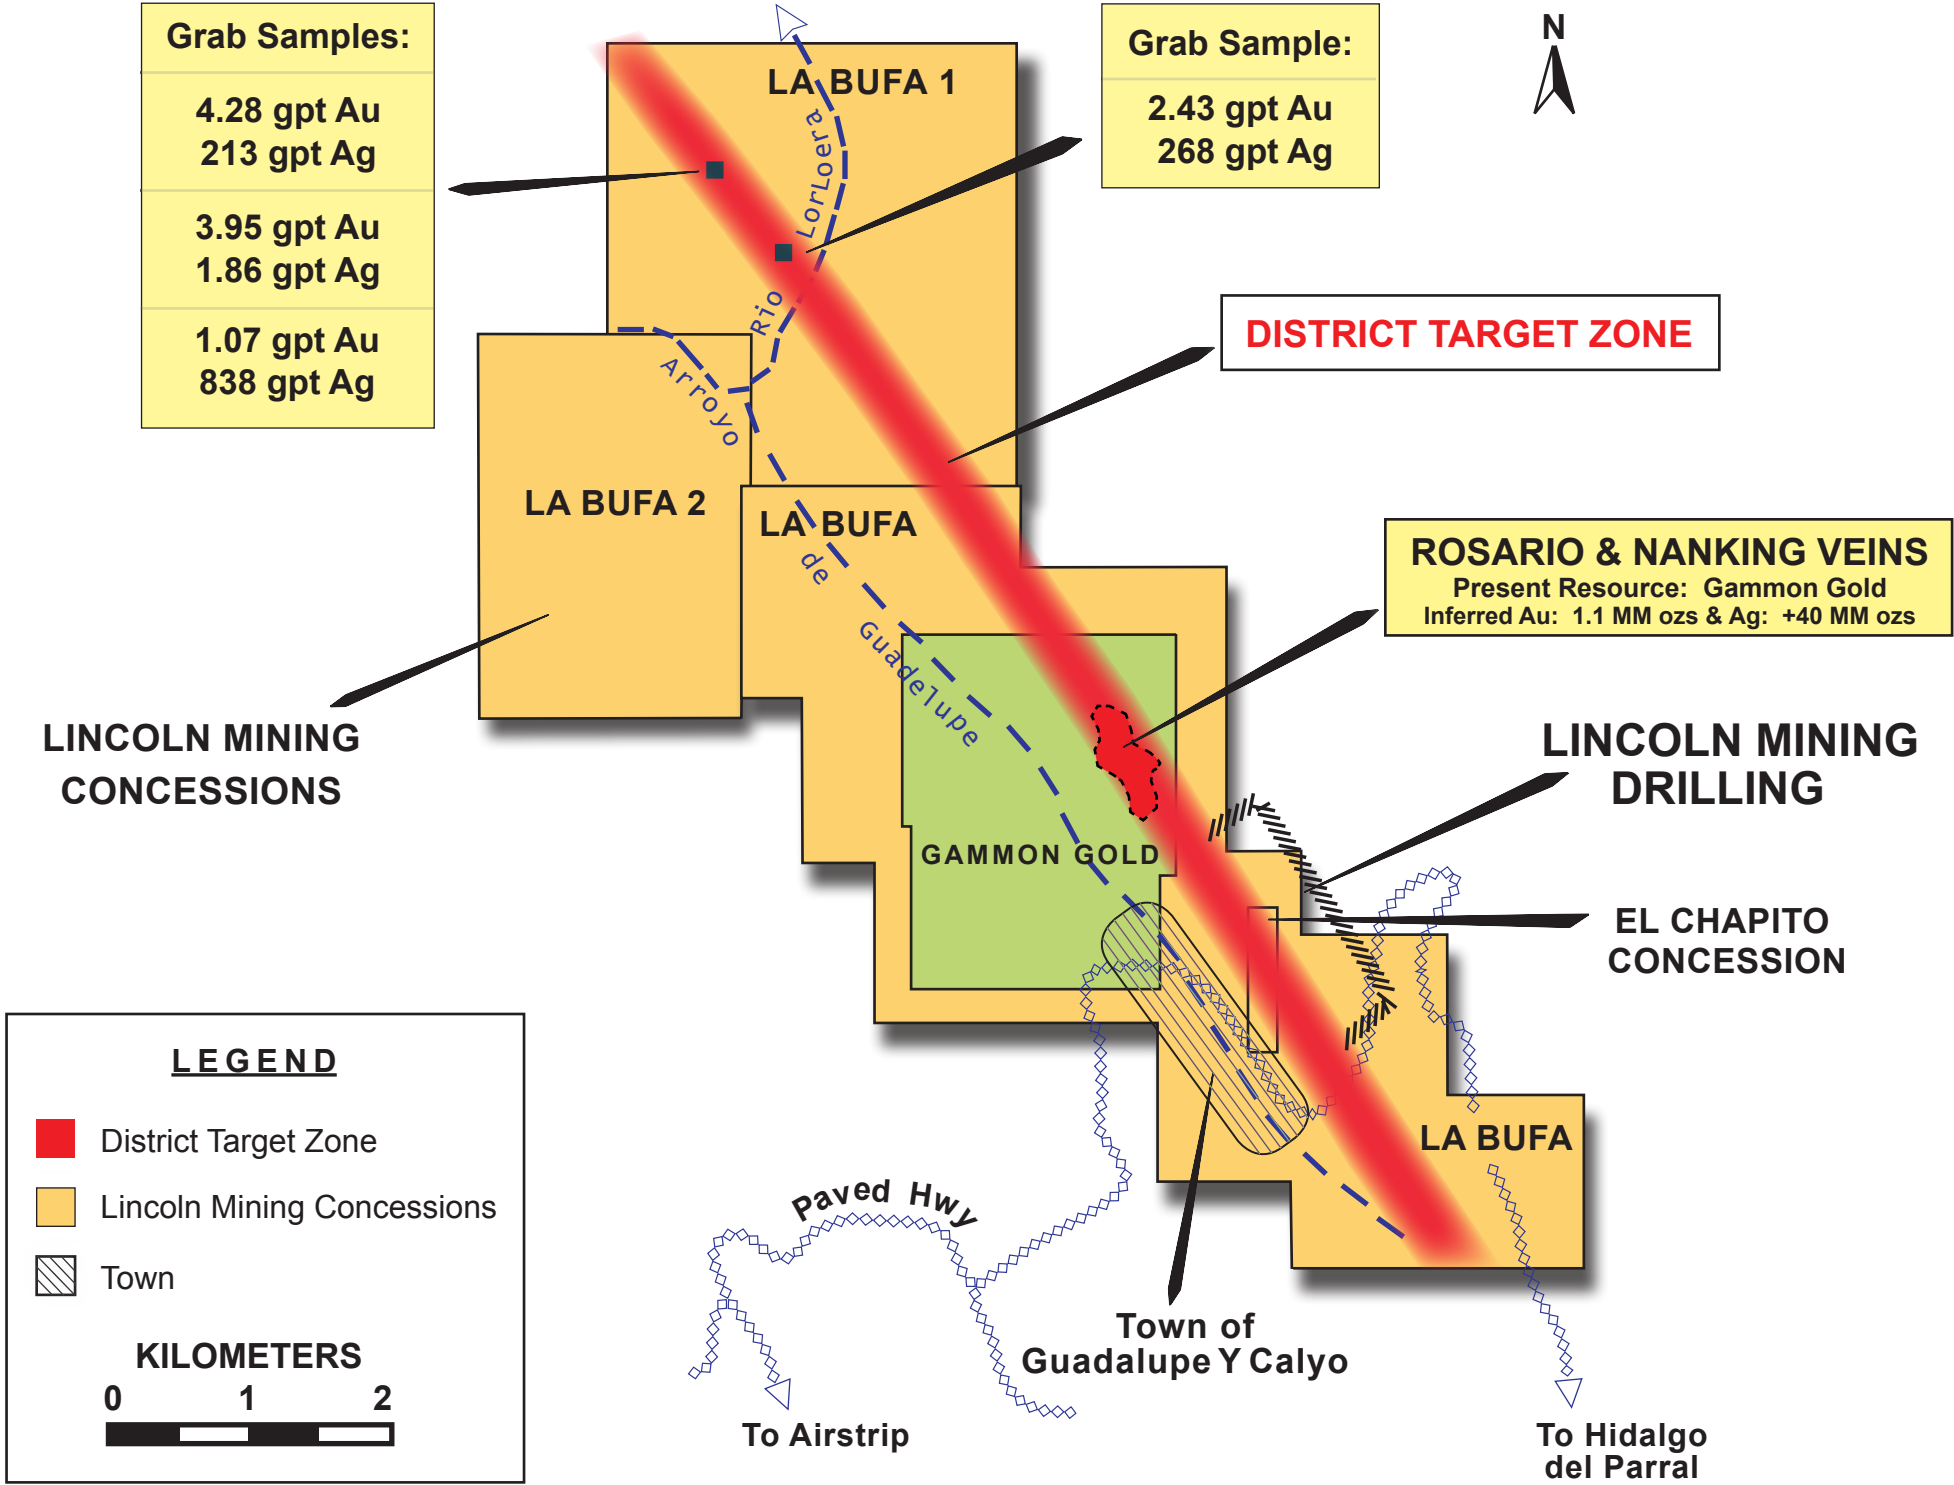 Grab Samples:
4.28 gpt Au
213 gpt Ag
3.95 gpt Au
1.86 gpt Ag
1.07 gpt Au
838 gpt Ag
LA BUFA 1
Grab Sample:
2.43 gpt Au
268 gpt Ag
N
Rio LorLoera
DISTRICT TARGET ZONE
Arroyo de Guadelupe
LA BUFA 2
LA BUFA
ROSARIO & NANKING VEINS
Present Resource: Gammon Gold
Inferred Au: 1.1 MM ozs & Ag: +40 MM ozs
LINCOLN MINING
CONCESSIONS
LINCOLN MINING
DRILLING
GAMMON GOLD
EL CHAPITO
CONCESSION
LA BUFA
Paved Hwy
Town of
Guadalupe Y Calyo
To Airstrip
To Hidalgo
del Parral
LEGEND
District Target Zone
Lincoln Mining Concessions
Town
KILOMETERS
0 1 2